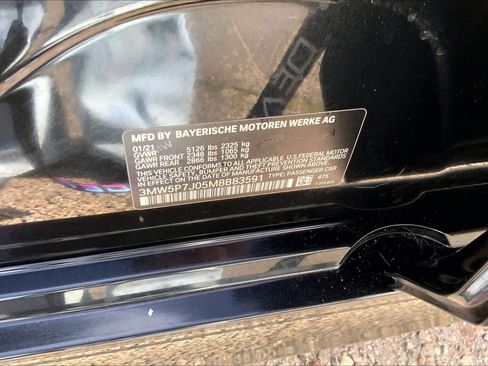 MFD BY BAYERISCHE MOTOREN WERKE AG
01/21
GVWR 5126 lbs 2325 kg
GAWR FRONT 2348 lbs 1065 kg
GAWR REAR 2866 lbs 1300 kg
THIS VEHICLE CONFORMS TO ALL APPLICABLE U.S. FEDERAL MOTOR
VEHICLE SAFETY, BUMPER, AND THEFT PREVENTION STANDARDS
IN EFFECT ON THE DATE OF MANUFACTURE SHOWN ABOVE.
3MW5P7J05M8B83591 TYPE: PASSENGER CAR
475